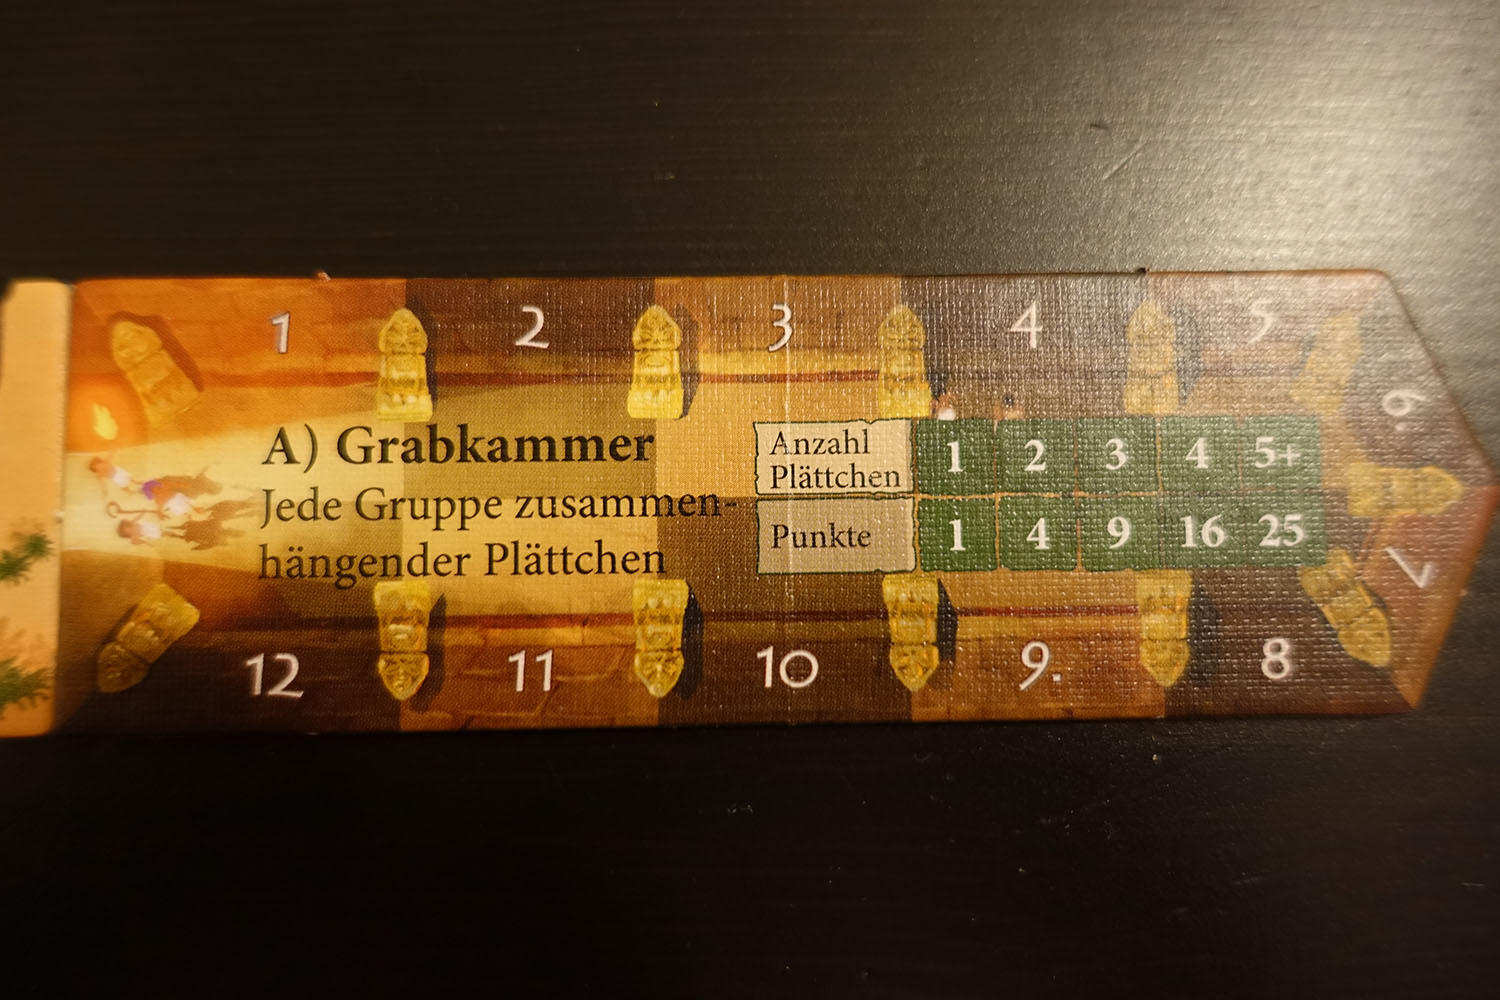 1 2 3 4 5
6.
7
A) Grabkammer
Jede Gruppe zusammen-
hängender Plättchen
Anzahl
Plättchen
1 2 3 4 5+
Punkte 1 4 9 16 25
12 11 10 9. 8